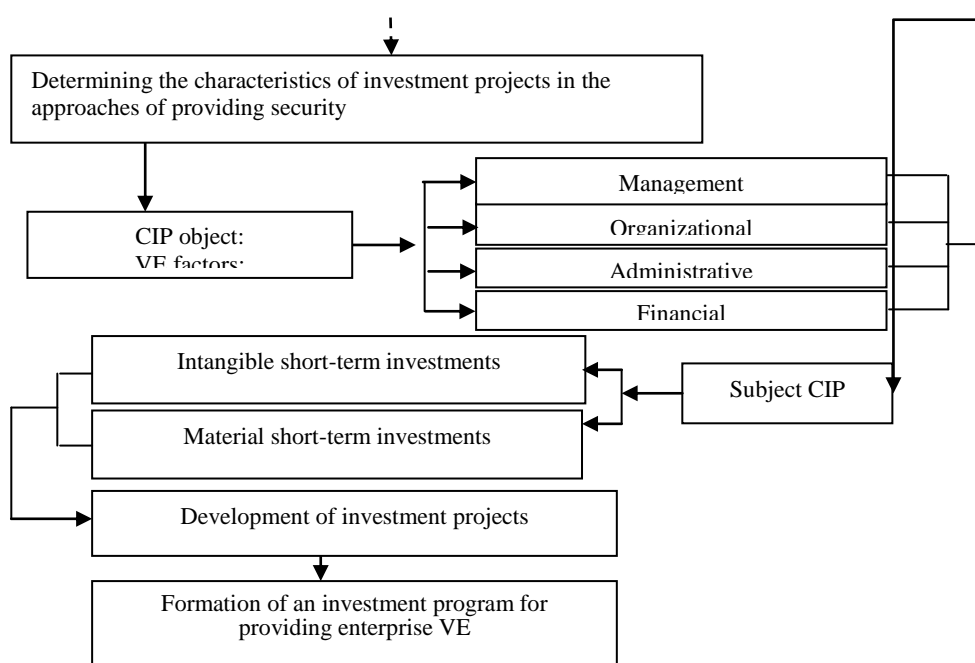 Determining the characteristics of investment projects in the
approaches of providing security
Management
CIP object:
VE factors:
Organizational
Administrative
Financial
Intangible short-term investments
Subject CIP
Material short-term investments
Development of investment projects
Formation of an investment program for
providing enterprise VE